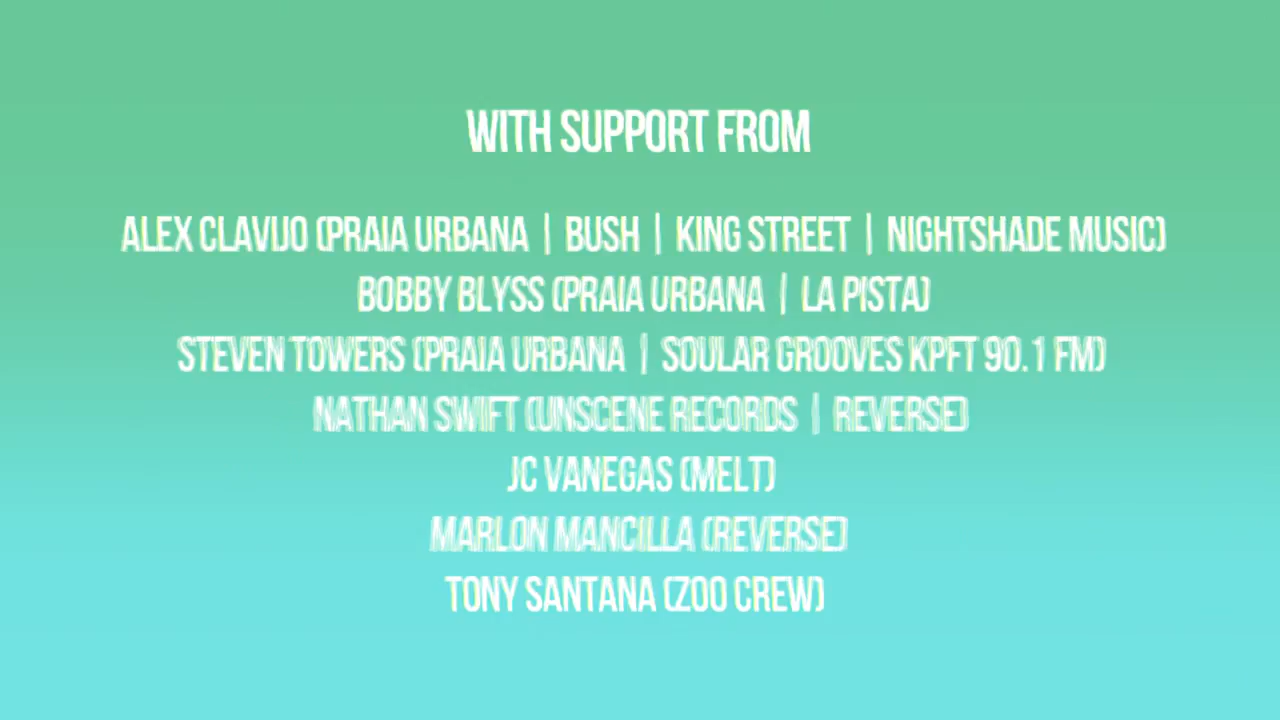 WITH SUPPORT FROM
ALEX CLAVIJO (PRAIA URBANA | BUSH | KING STREET | NIGHTSHADE MUSIC)
BOBBY BLYSS (PRAIA URBANA | LA PISTA)
STEVEN TOWERS (PRAIA URBANA | SOULAR GROOVES KPFT 90.1 FM)
NATHAN SWIFT (UNSCENE RECORDS | REVERSE)
JC VANEGAS (MELT)
MARLON MANCILLA (REVERSE)
TONY SANTANA (ZOO CREW)